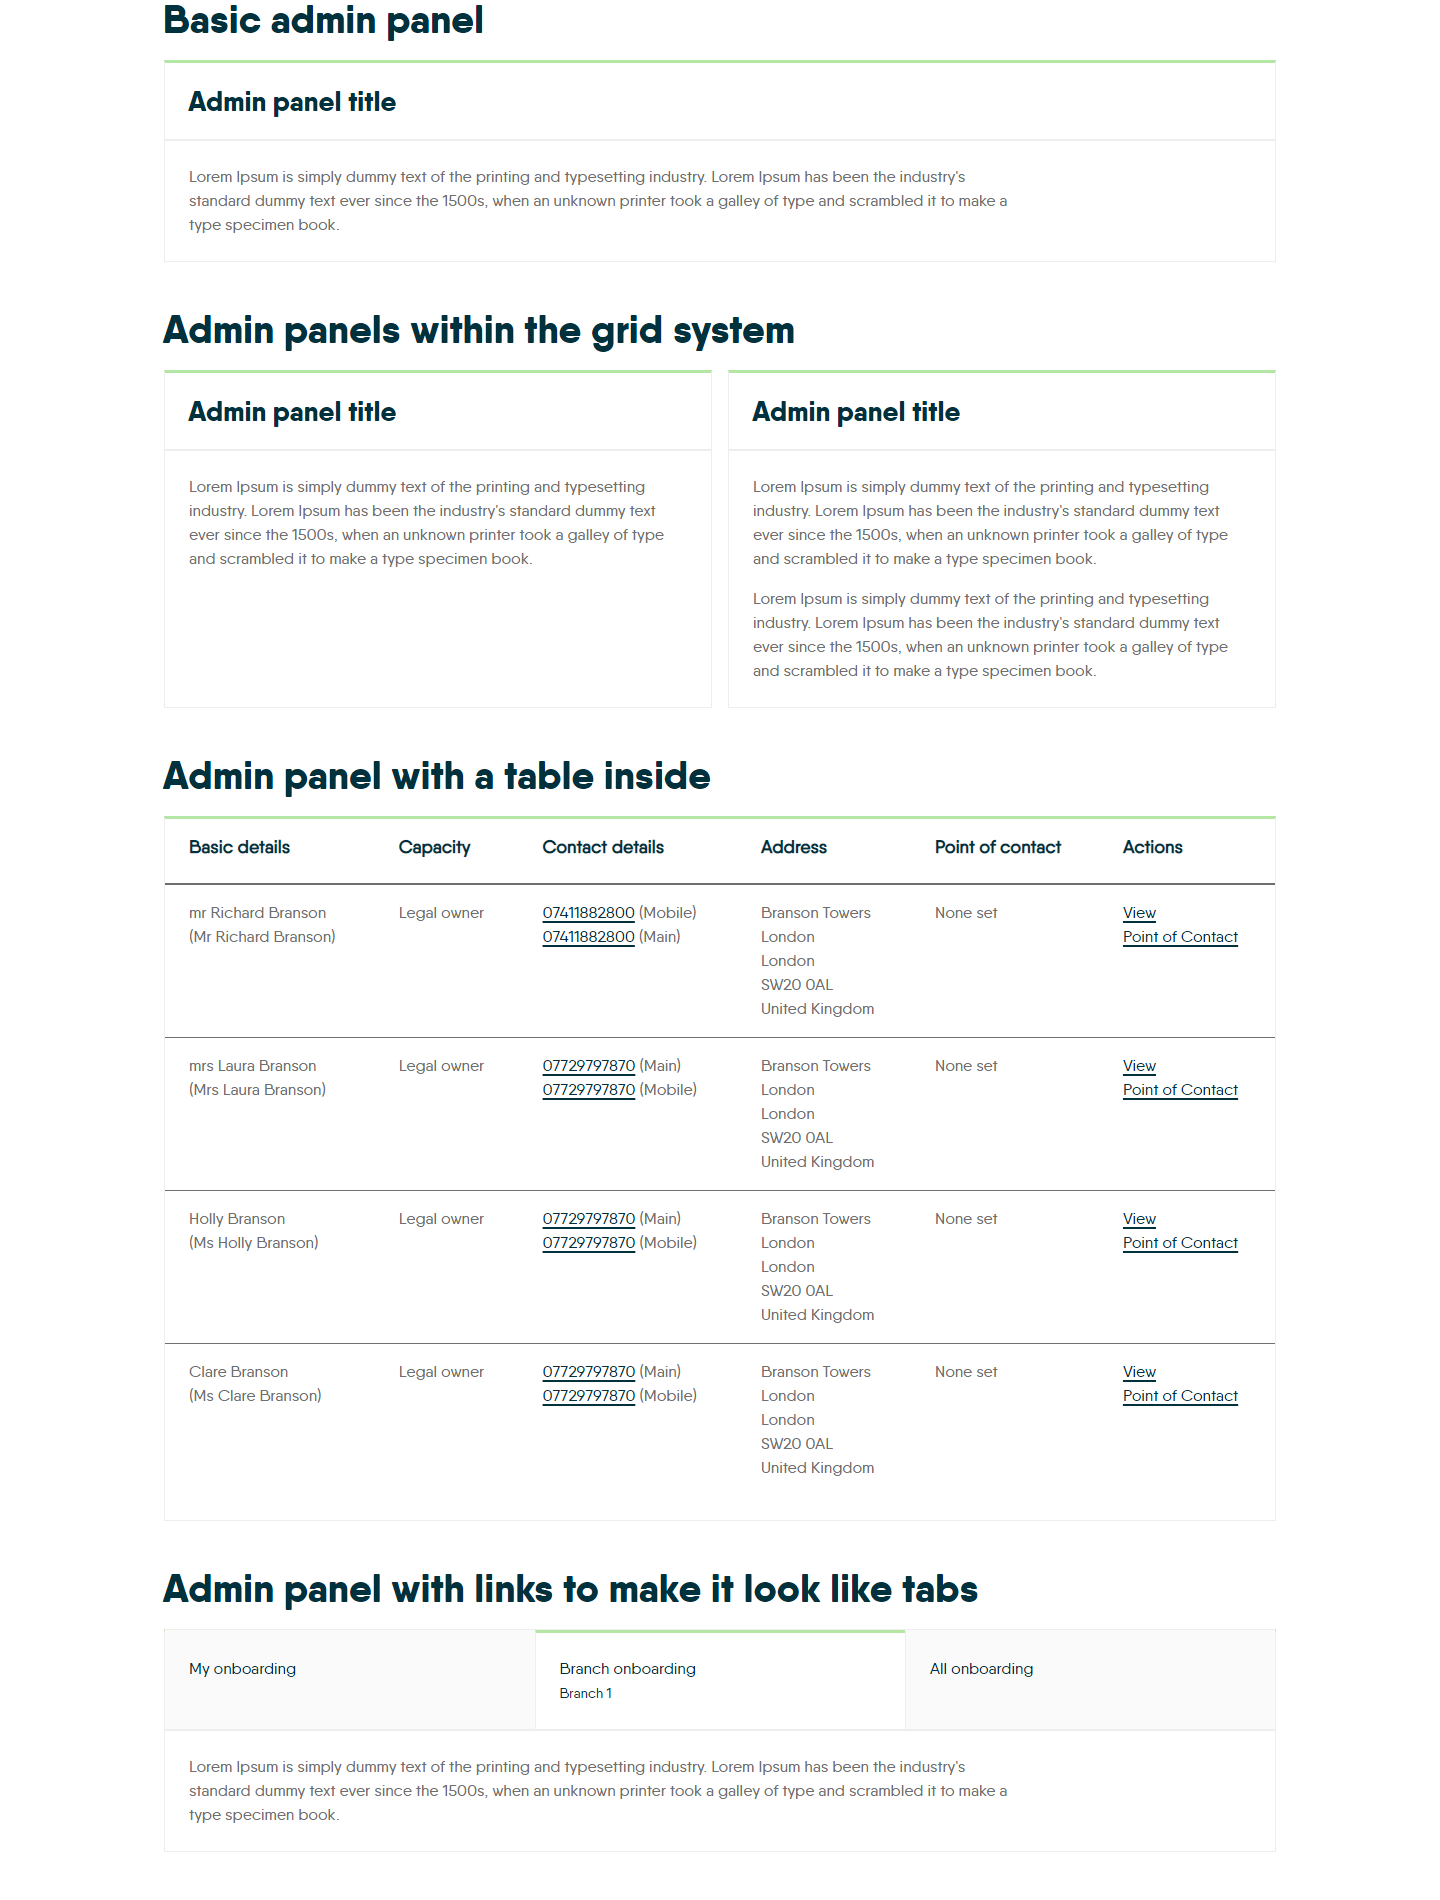 Basic admin panel
Admin panel title
Lorem Ipsum is simply dummy text of the printing and typesetting industry. Lorem Ipsum has been the industry's
standard dummy text ever since the 1500s, when an unknown printer took a galley of type and scrambled it to make a
type specimen book.
Admin panels within the grid system
Admin panel title
Lorem Ipsum is simply dummy text of the printing and typesetting
industry. Lorem Ipsum has been the industry's standard dummy text
ever since the 1500s, when an unknown printer took a galley of type
and scrambled it to make a type specimen book.
Admin panel title
Lorem Ipsum is simply dummy text of the printing and typesetting
industry. Lorem Ipsum has been the industry's standard dummy text
ever since the 1500s, when an unknown printer took a galley of type
and scrambled it to make a type specimen book.
Lorem Ipsum is simply dummy text of the printing and typesetting
industry. Lorem Ipsum has been the industry's standard dummy text
ever since the 1500s, when an unknown printer took a galley of type
and scrambled it to make a type specimen book.
Admin panel with a table inside
Basic details Capacity Contact details Address Point of contact Actions
mr Richard Branson Legal owner 07411882800 (Mobile) Branson Towers None set View
(Mr Richard Branson) 07411882800 (Main) London Point of Contact
London
SW20 0AL
United Kingdom
mrs Laura Branson Legal owner 07729797870 (Main) Branson Towers None set View
(Mrs Laura Branson) 07729797870 (Mobile) London Point of Contact
London
SW20 0AL
United Kingdom
Holly Branson Legal owner 07729797870 (Main) Branson Towers None set View
(Ms Holly Branson) 07729797870 (Mobile) London Point of Contact
London
SW20 0AL
United Kingdom
Clare Branson Legal owner 07729797870 (Main) Branson Towers None set View
(Ms Clare Branson) 07729797870 (Mobile) London Point of Contact
London
SW20 0AL
United Kingdom
Admin panel with links to make it look like tabs
My onboarding Branch onboarding All onboarding
Branch 1
Lorem Ipsum is simply dummy text of the printing and typesetting industry. Lorem Ipsum has been the industry's
standard dummy text ever since the 1500s, when an unknown printer took a galley of type and scrambled it to make a
type specimen book.